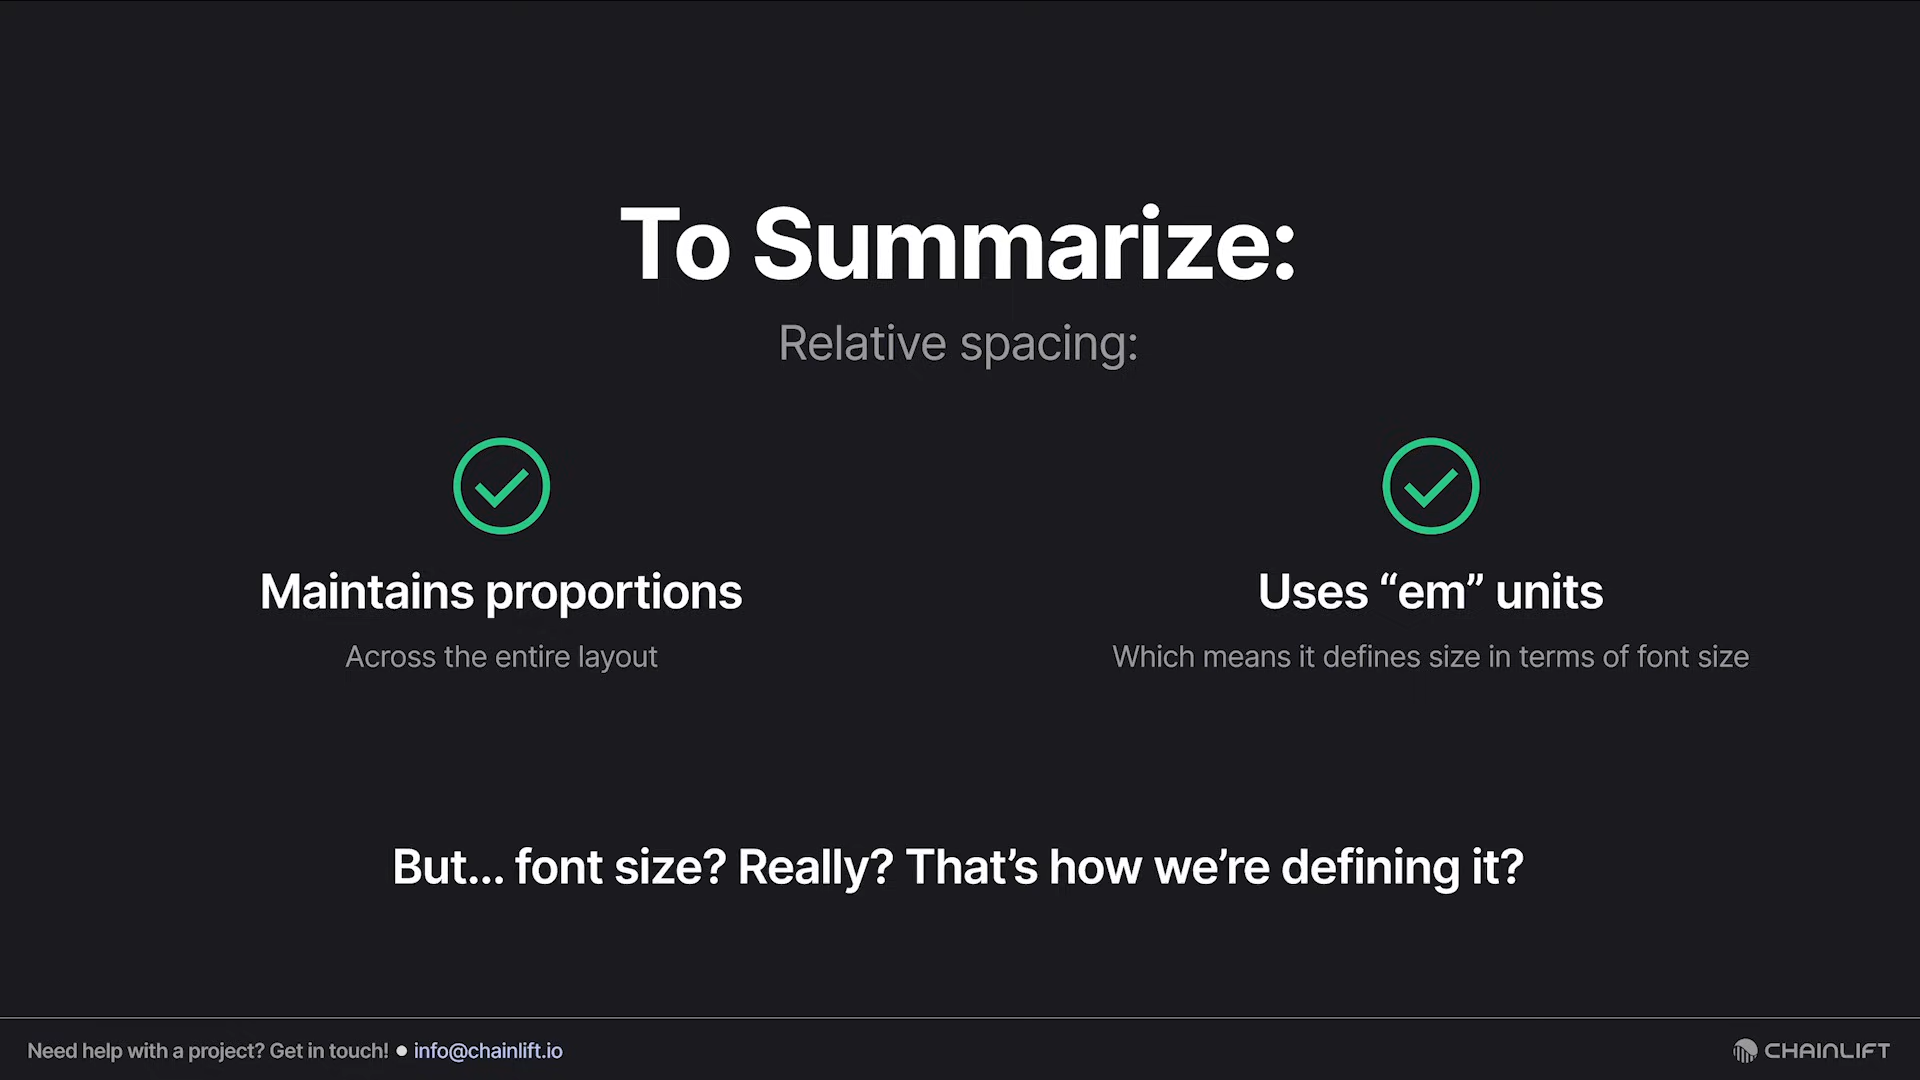 To Summarize:
Relative spacing:
Maintains proportions
Across the entire layout
Uses “em” units
Which means it defines size in terms of font size
But... font size? Really? That’s how we’re defining it?
Need help with a project? Get in touch! ● info@chainlift.io
CHAINLIFT